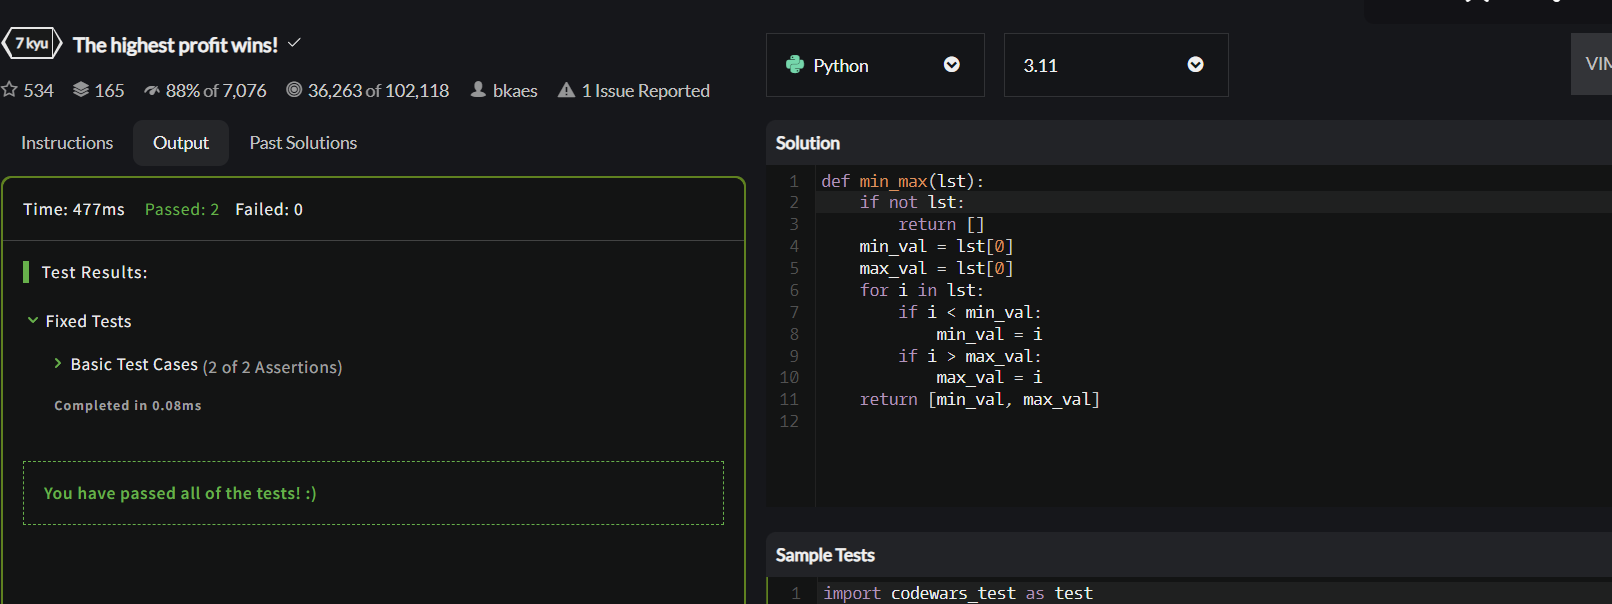 7 kyu The highest profit wins!
534 165 88% of 7,076 36,263 of 102,118 bkaes 1 Issue Reported
Instructions Output Past Solutions
Time: 477ms Passed: 2 Failed: 0
Test Results:
Fixed Tests
Basic Test Cases (2 of 2 Assertions)
Completed in 0.08ms
You have passed all of the tests! :)
Python 3.11
Solution
1 def min_max(lst):
2     if not lst:
3         return []
4     min_val = lst[0]
5     max_val = lst[0]
6     for i in lst:
7         if i < min_val:
8             min_val = i
9         if i > max_val:
10             max_val = i
11     return [min_val, max_val]
12
Sample Tests
1 import codewars_test as test